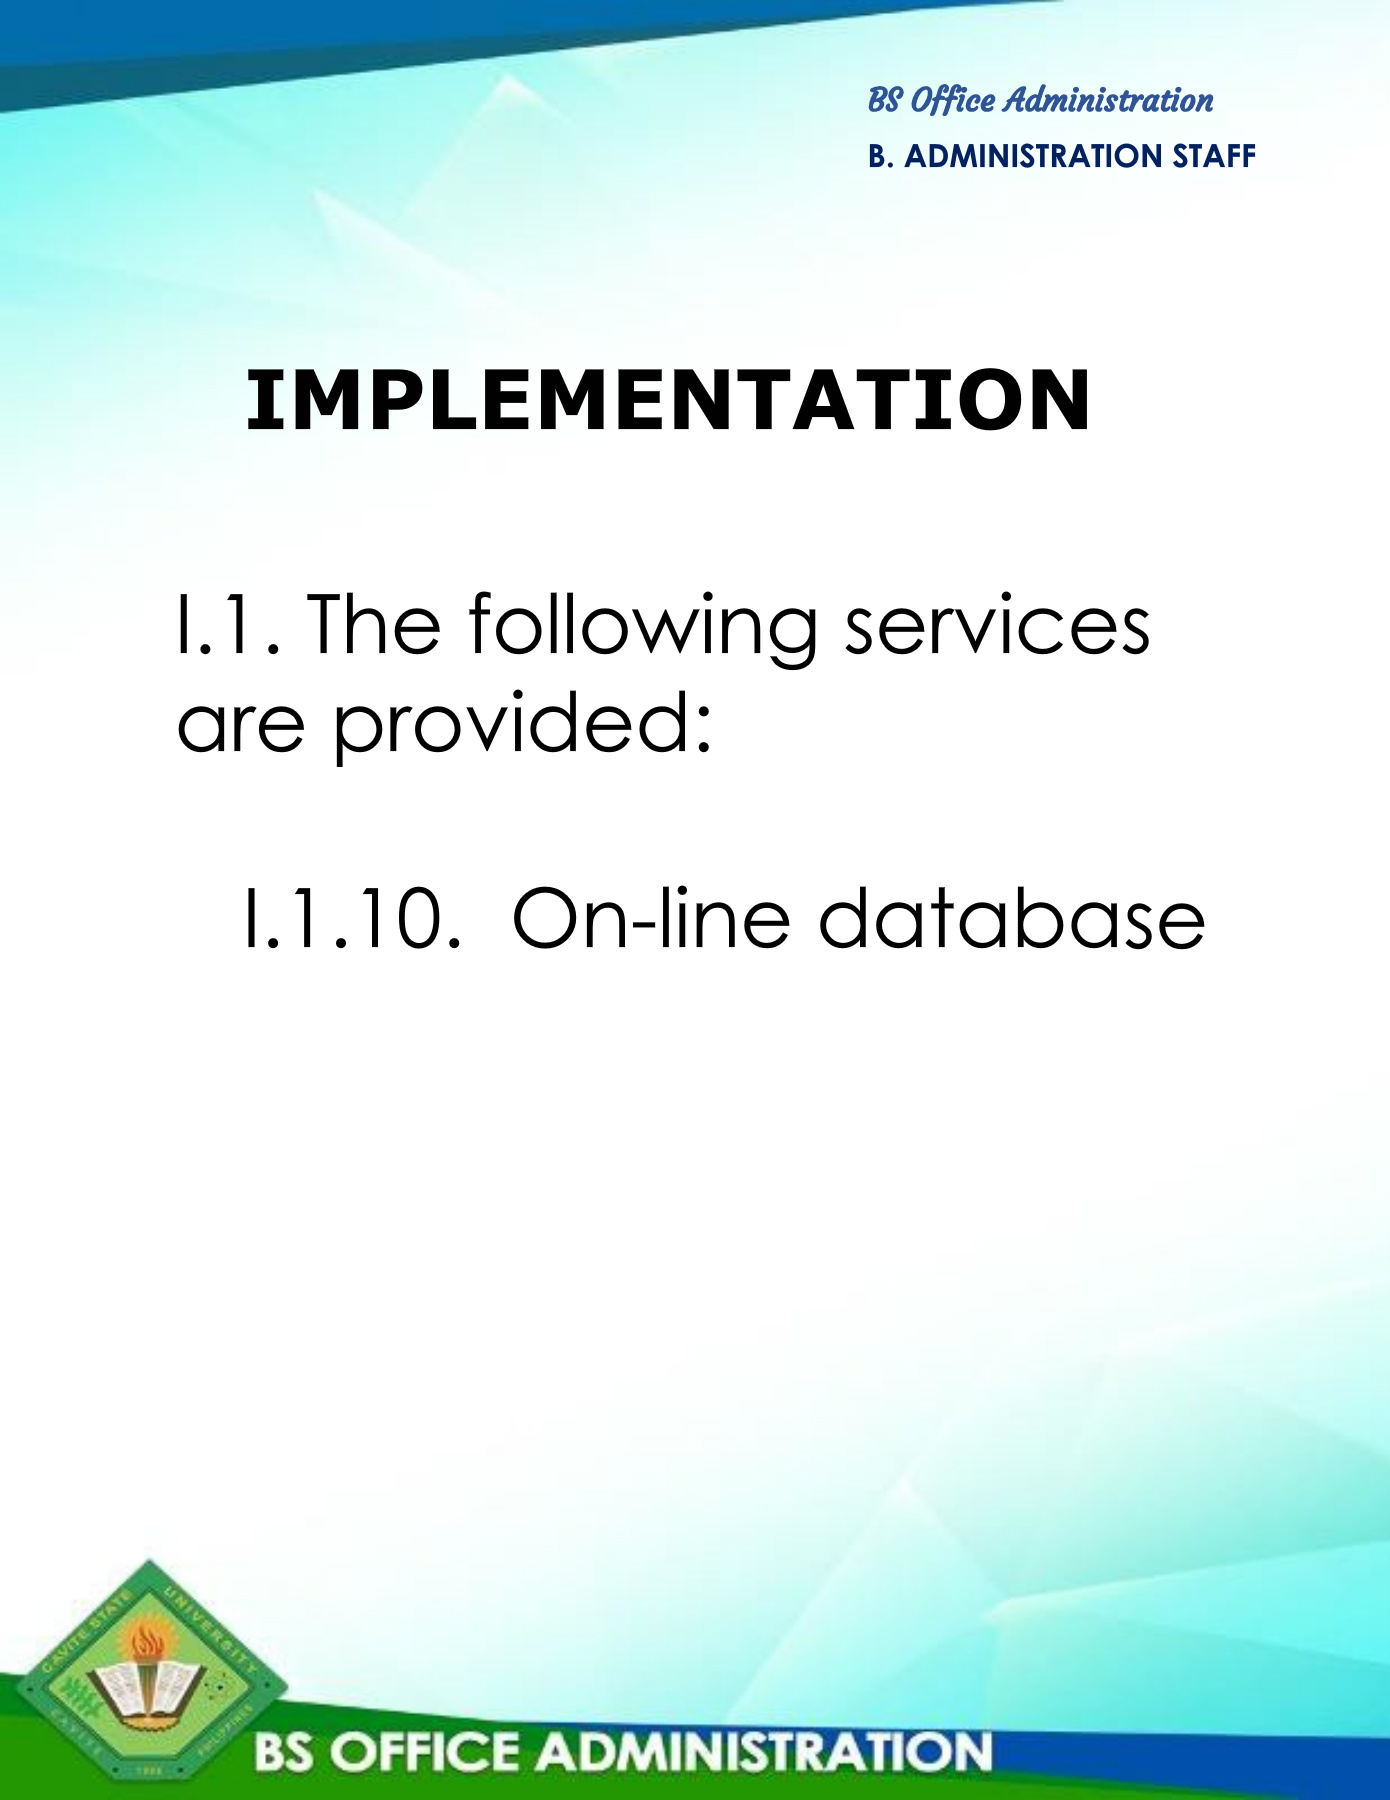 BS Office Administration
B. ADMINISTRATION STAFF
IMPLEMENTATION
I.1. The following services
are provided:
I.1.10. On-line database
CAVITE STATE UNIVERSITY
CAVITE PHILIPPINES
BS OFFICE ADMINISTRATION